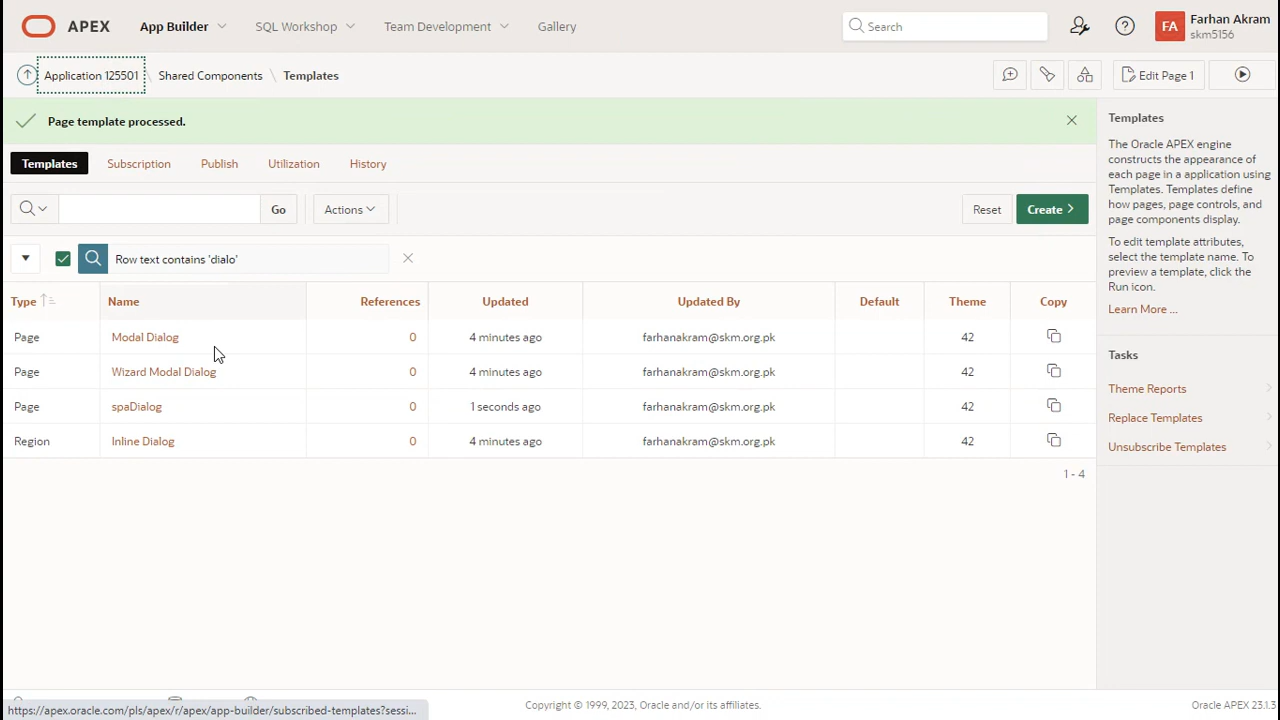 APEX App Builder SQL Workshop Team Development Gallery Search FA Farhan Akram
skm5156
Application 125501 \ Shared Components \ Templates Edit Page 1
Page template processed.
Templates Subscription Publish Utilization History
Go Actions Reset Create
Row text contains 'dialo'
Type Name References Updated Updated By Default Theme Copy
Page Modal Dialog 0 4 minutes ago farhanakram@skm.org.pk 42
Page Wizard Modal Dialog 0 4 minutes ago farhanakram@skm.org.pk 42
Page spaDialog 0 1 seconds ago farhanakram@skm.org.pk 42
Region Inline Dialog 0 4 minutes ago farhanakram@skm.org.pk 42
1 - 4
Templates
The Oracle APEX engine
constructs the appearance of
each page in a application using
Templates. Templates define
how pages, page controls, and
page components display.
To edit template attributes,
select the template name. To
preview a template, click the
Run icon.
Learn More ...
Tasks
Theme Reports
Replace Templates
Unsubscribe Templates
https://apex.oracle.com/pls/apex/r/apex/app-builder/subscribed-templates?sessi...
Copyright © 1999, 2023, Oracle and/or its affiliates.
Oracle APEX 23.1.3